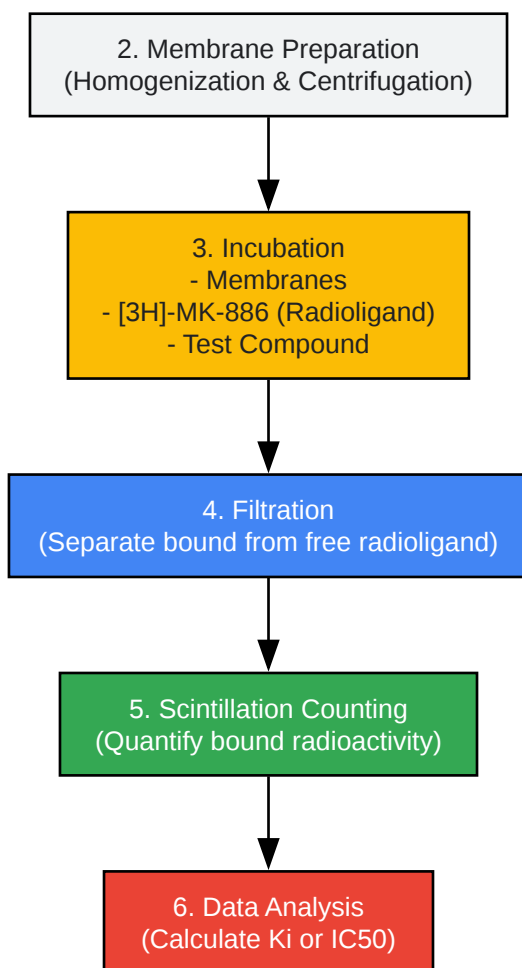 2. Membrane Preparation
(Homogenization & Centrifugation)
3. Incubation
- Membranes
- [3H]-MK-886 (Radioligand)
- Test Compound
4. Filtration
(Separate bound from free radioligand)
5. Scintillation Counting
(Quantify bound radioactivity)
6. Data Analysis
(Calculate Ki or IC50)